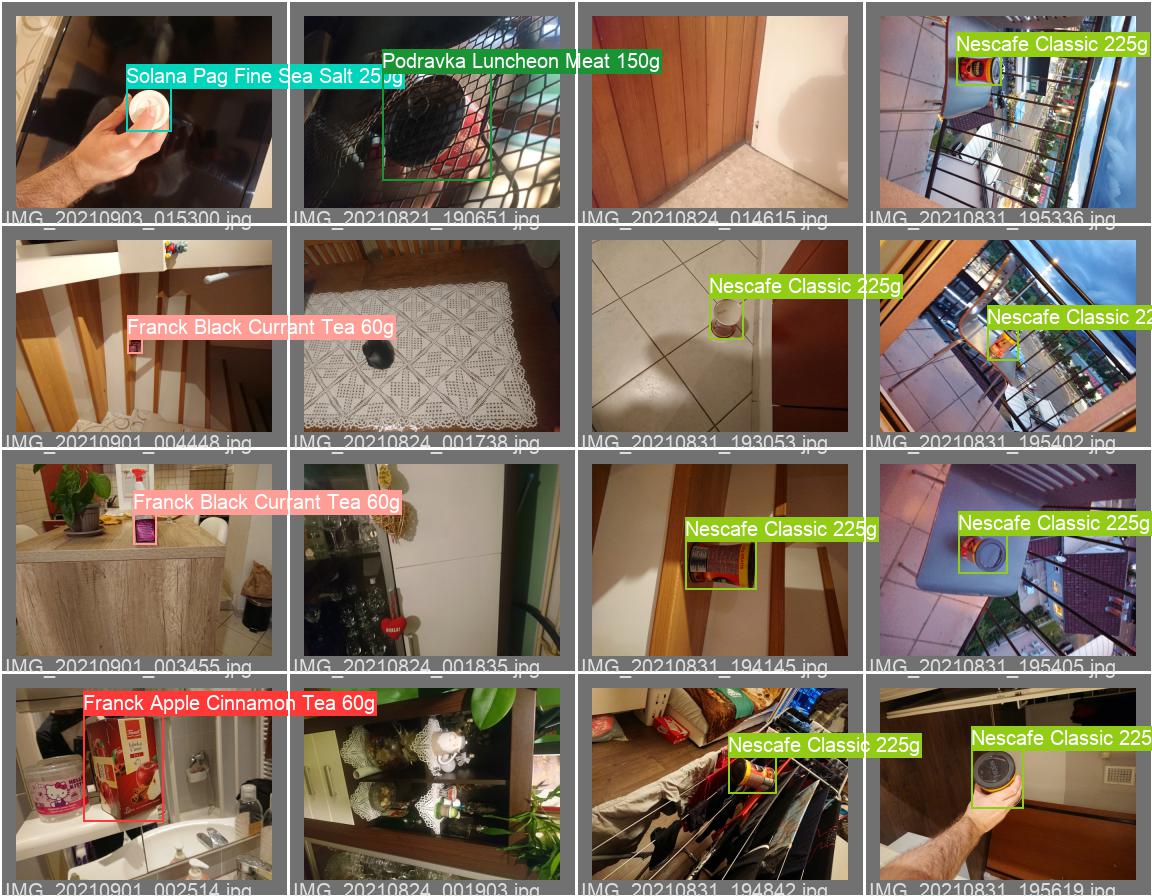 Solana Pag Fine Sea Salt 250g
Podravka Luncheon Meat 150g
Nescafe Classic 225g
IMG_20210903_015300.jpg
IMG_20210821_190651.jpg
IMG_20210824_014615.jpg
IMG_20210831_195336.jpg
Franck Black Currant Tea 60g
Nescafe Classic 225g
Nescafe Classic 22
IMG_20210901_004448.jpg
IMG_20210824_001738.jpg
IMG_20210831_193053.jpg
IMG_20210831_195402.jpg
Franck Black Currant Tea 60g
Nescafe Classic 225g
Nescafe Classic 225g
IMG_20210901_003455.jpg
IMG_20210824_001835.jpg
IMG_20210831_194145.jpg
IMG_20210831_195405.jpg
Franck Apple Cinnamon Tea 60g
Nescafe Classic 225g
Nescafe Classic 225
IMG_20210901_002514.jpg
IMG_20210824_001903.jpg
IMG_20210831_194842.jpg
IMG_20210831_195619.jpg